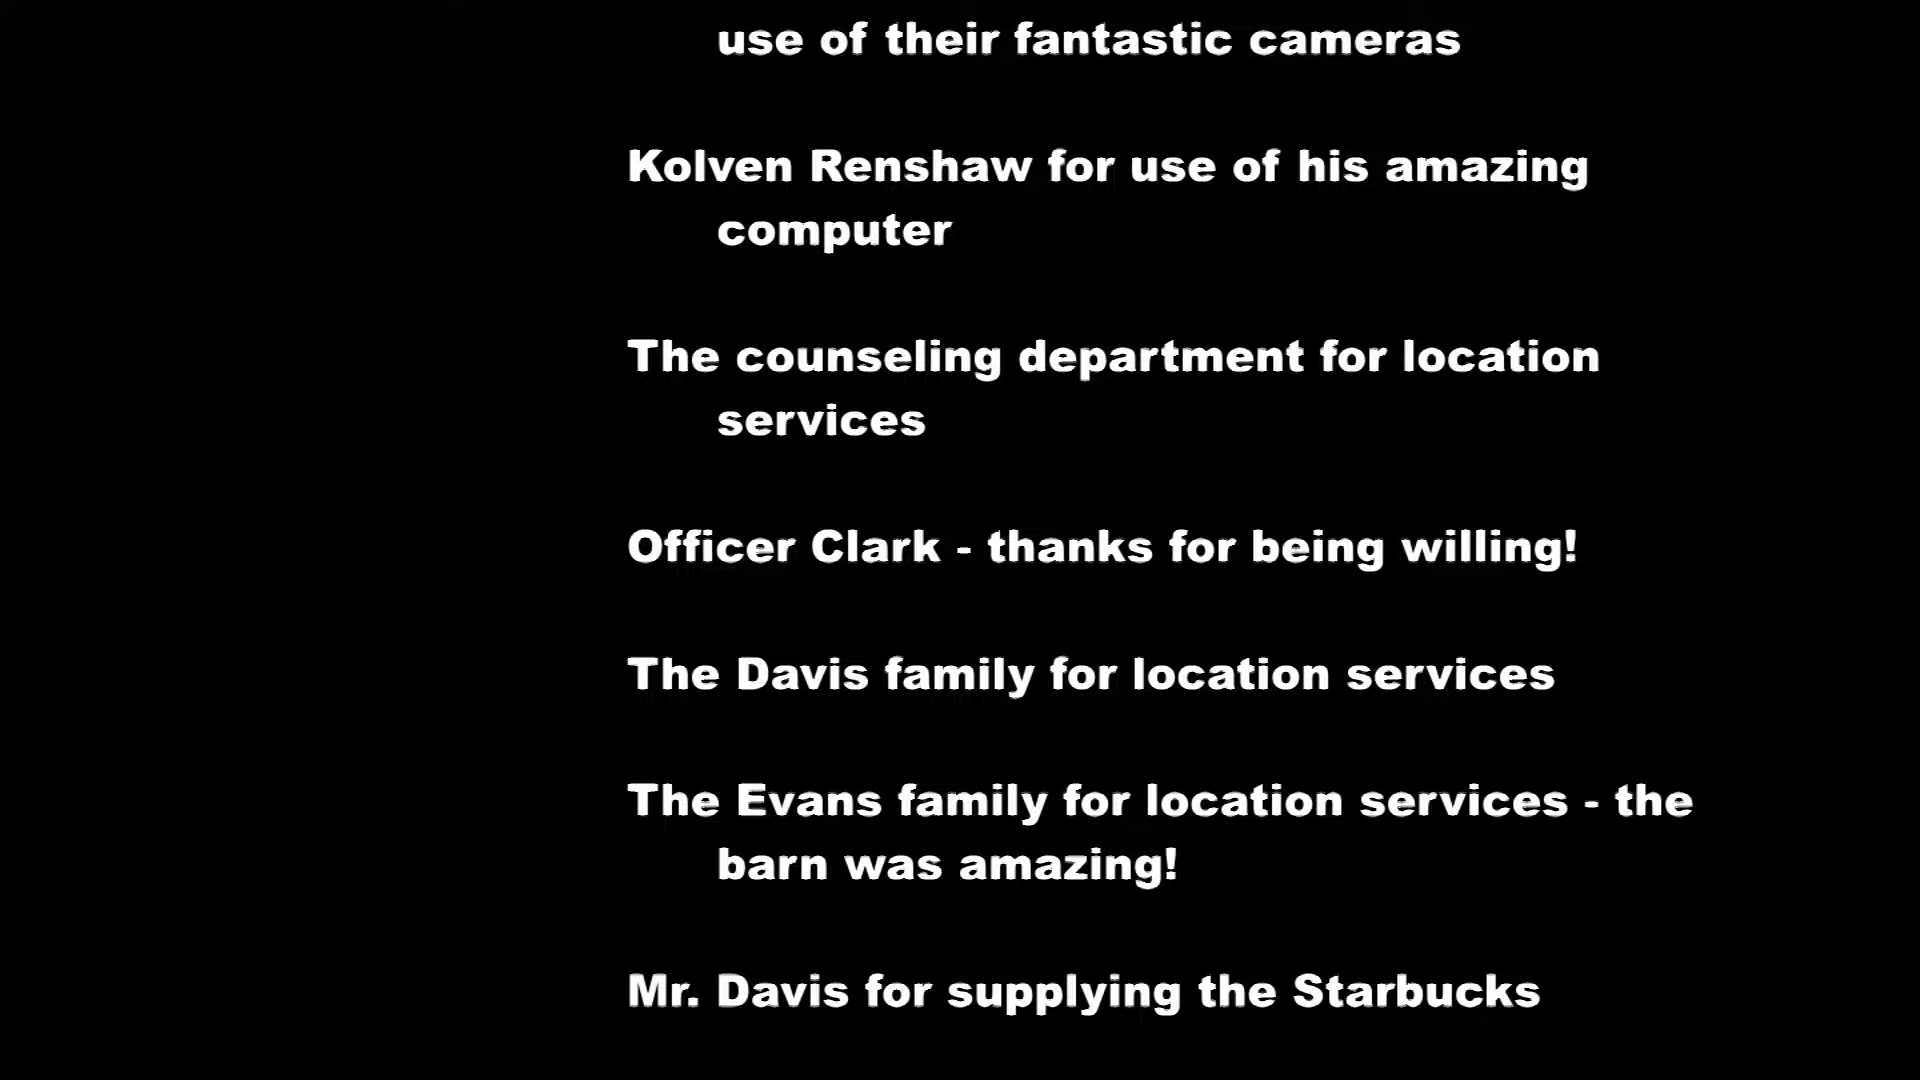 use of their fantastic cameras
Kolven Renshaw for use of his amazing
computer
The counseling department for location
services
Officer Clark - thanks for being willing!
The Davis family for location services
The Evans family for location services - the
barn was amazing!
Mr. Davis for supplying the Starbucks